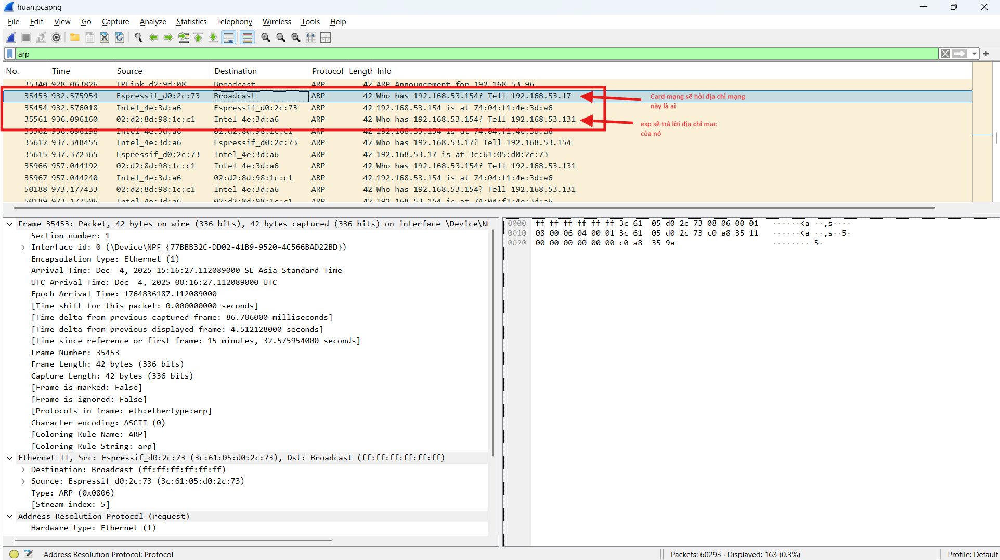 huan.pcapng
File Edit View Go Capture Analyze Statistics Telephony Wireless Tools Help
arp
No. Time Source Destination Protocol Lengtl Info
35340 928.063826 TPLink_d2:9d:08 Broadcast ARP 42 ARP Announcement for 192.168.53.96
35453 932.575954 Espressif_d0:2c:73 Broadcast ARP 42 Who has 192.168.53.154? Tell 192.168.53.17
Card mạng sẽ hỏi địa chỉ mạng
này là ai
35454 932.576018 Intel_4e:3d:a6 Espressif_d0:2c:73 ARP 42 192.168.53.154 is at 74:04:f1:4e:3d:a6
35561 936.096160 02:d2:8d:98:1c:c1 Intel_4e:3d:a6 ARP 42 Who has 192.168.53.154? Tell 192.168.53.131
esp sẽ trả lời địa chỉ mac
của nó
35562 936.096198 Intel_4e:3d:a6 02:d2:8d:98:1c:c1 ARP 42 192.168.53.154 is at 74:04:f1:4e:3d:a6
35612 937.348455 Intel_4e:3d:a6 Espressif_d0:2c:73 ARP 42 Who has 192.168.53.17? Tell 192.168.53.154
35615 937.372365 Espressif_d0:2c:73 Intel_4e:3d:a6 ARP 42 192.168.53.17 is at 3c:61:05:d0:2c:73
35966 957.044192 02:d2:8d:98:1c:c1 Intel_4e:3d:a6 ARP 42 Who has 192.168.53.154? Tell 192.168.53.131
35967 957.044240 Intel_4e:3d:a6 02:d2:8d:98:1c:c1 ARP 42 192.168.53.154 is at 74:04:f1:4e:3d:a6
50188 973.177433 02:d2:8d:98:1c:c1 Intel_4e:3d:a6 ARP 42 Who has 192.168.53.154? Tell 192.168.53.131
50189 973.177506 Intel_4e:3d:a6 02:d2:8d:98:1c:c1 ARP 42 192.168.53.154 is at 74:04:f1:4e:3d:a6
Frame 35453: Packet, 42 bytes on wire (336 bits), 42 bytes captured (336 bits) on interface \Device\N
Section number: 1
Interface id: 0 (\Device\NPF_{77BBB32C-DD02-41B9-9520-4C566BAD22BD})
Encapsulation type: Ethernet (1)
Arrival Time: Dec  4, 2025 15:16:27.112089000 SE Asia Standard Time
UTC Arrival Time: Dec  4, 2025 08:16:27.112089000 UTC
Epoch Arrival Time: 1764836187.112089000
[Time shift for this packet: 0.000000000 seconds]
[Time delta from previous captured frame: 86.786000 milliseconds]
[Time delta from previous displayed frame: 4.512128000 seconds]
[Time since reference or first frame: 15 minutes, 32.575954000 seconds]
Frame Number: 35453
Frame Length: 42 bytes (336 bits)
Capture Length: 42 bytes (336 bits)
[Frame is marked: False]
[Frame is ignored: False]
[Protocols in frame: eth:ethertype:arp]
Character encoding: ASCII (0)
[Coloring Rule Name: ARP]
[Coloring Rule String: arp]
Ethernet II, Src: Espressif_d0:2c:73 (3c:61:05:d0:2c:73), Dst: Broadcast (ff:ff:ff:ff:ff:ff)
Destination: Broadcast (ff:ff:ff:ff:ff:ff)
Source: Espressif_d0:2c:73 (3c:61:05:d0:2c:73)
Type: ARP (0x0806)
[Stream index: 5]
Address Resolution Protocol (request)
Hardware type: Ethernet (1)
0000 ff ff ff ff ff ff 3c 61 05 d0 2c 73 08 06 00 01 ······<a ··,s····
0010 08 00 06 04 00 01 3c 61 05 d0 2c 73 c0 a8 35 11 ······<a ··,s··5·
0020 00 00 00 00 00 00 c0 a8 35 9a ········ 5·
Address Resolution Protocol: Protocol
Packets: 60293 · Displayed: 163 (0.3%)
Profile: Default